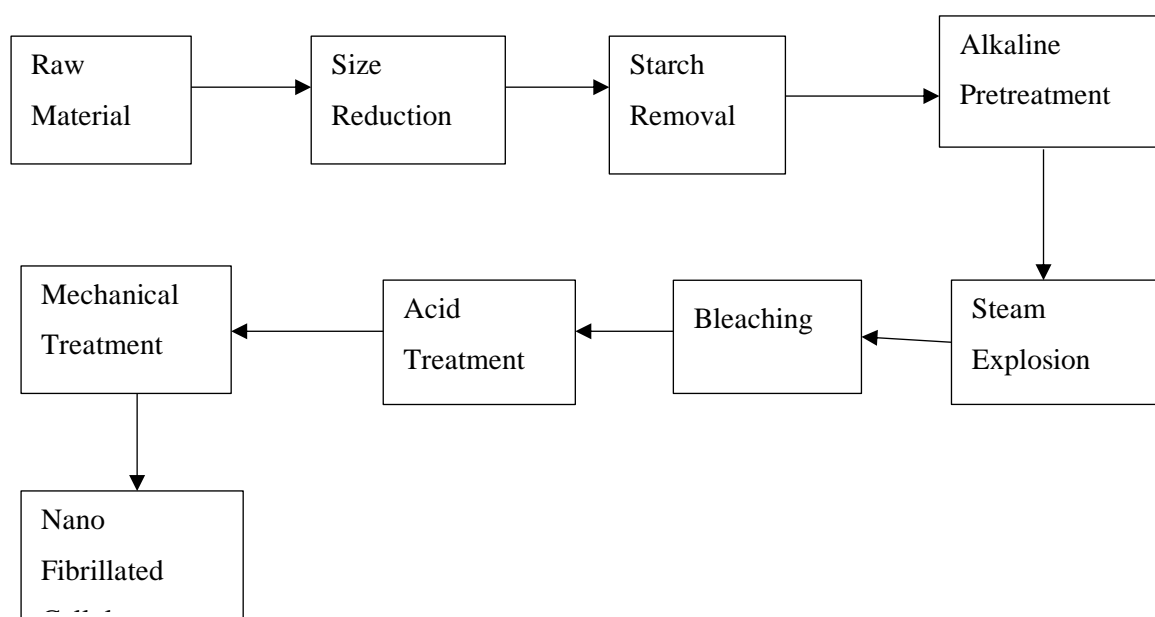 Raw
Material
Size
Reduction
Starch
Removal
Alkaline
Pretreatment
Steam
Explosion
Bleaching
Acid
Treatment
Mechanical
Treatment
Nano
Fibrillated